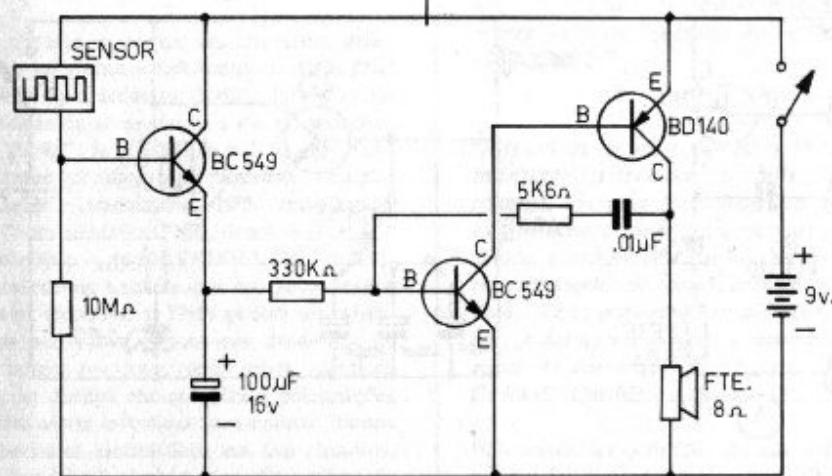 SENSOR
C
B
BC549
E
10MΩ
330KΩ
+
100µF
16v
-
B
C
BC549
E
5K6Ω
.01µF
B
E
BD140
C
FTE.
8Ω
+
9v.
-